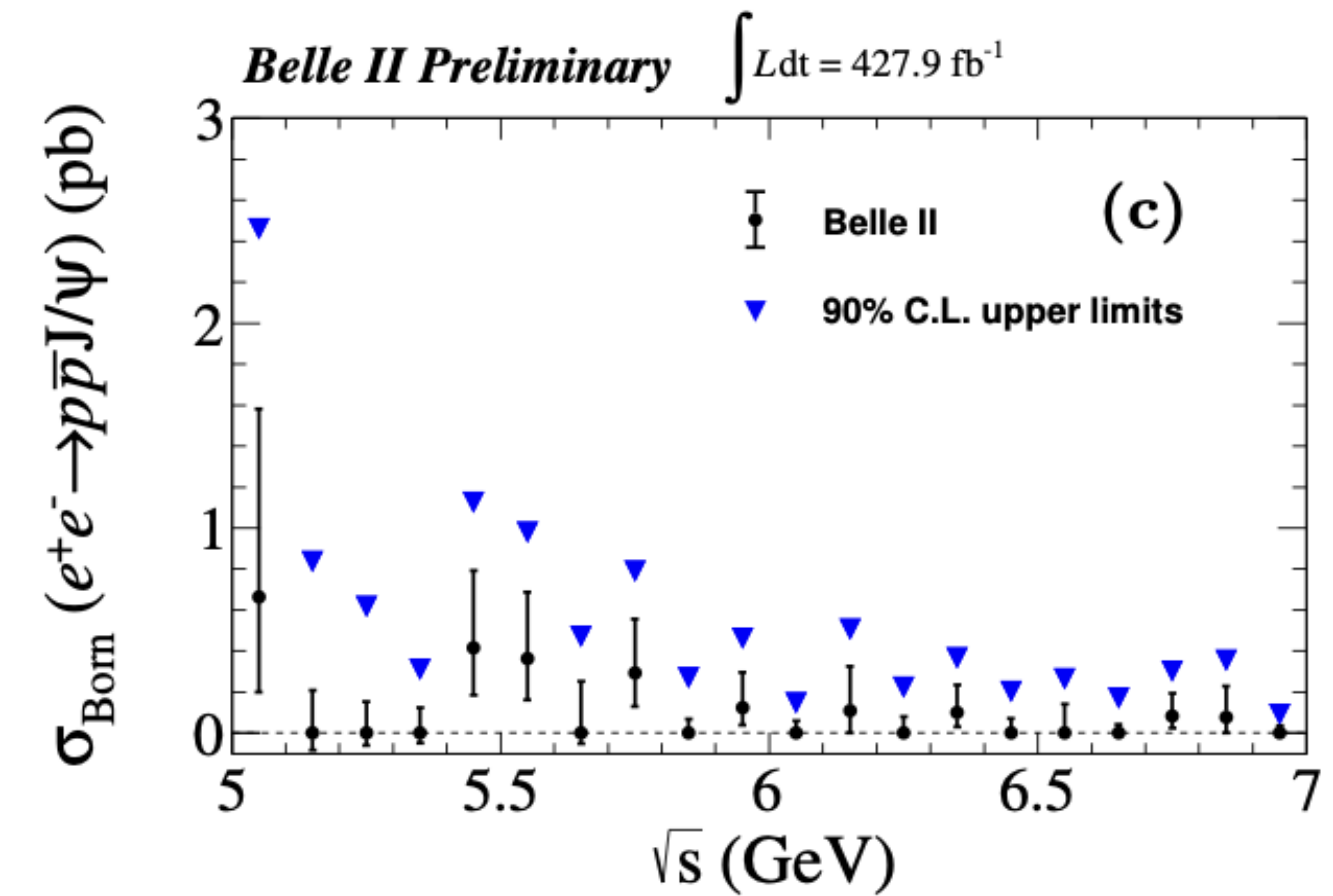 Belle II Preliminary ∫Ldt = 427.9 fb⁻¹
σ_Born (e⁺e⁻→pp̅J/ψ) (pb)
3
2
1
0
Belle II
90% C.L. upper limits
(c)
5 5.5 6 6.5 7
√s (GeV)